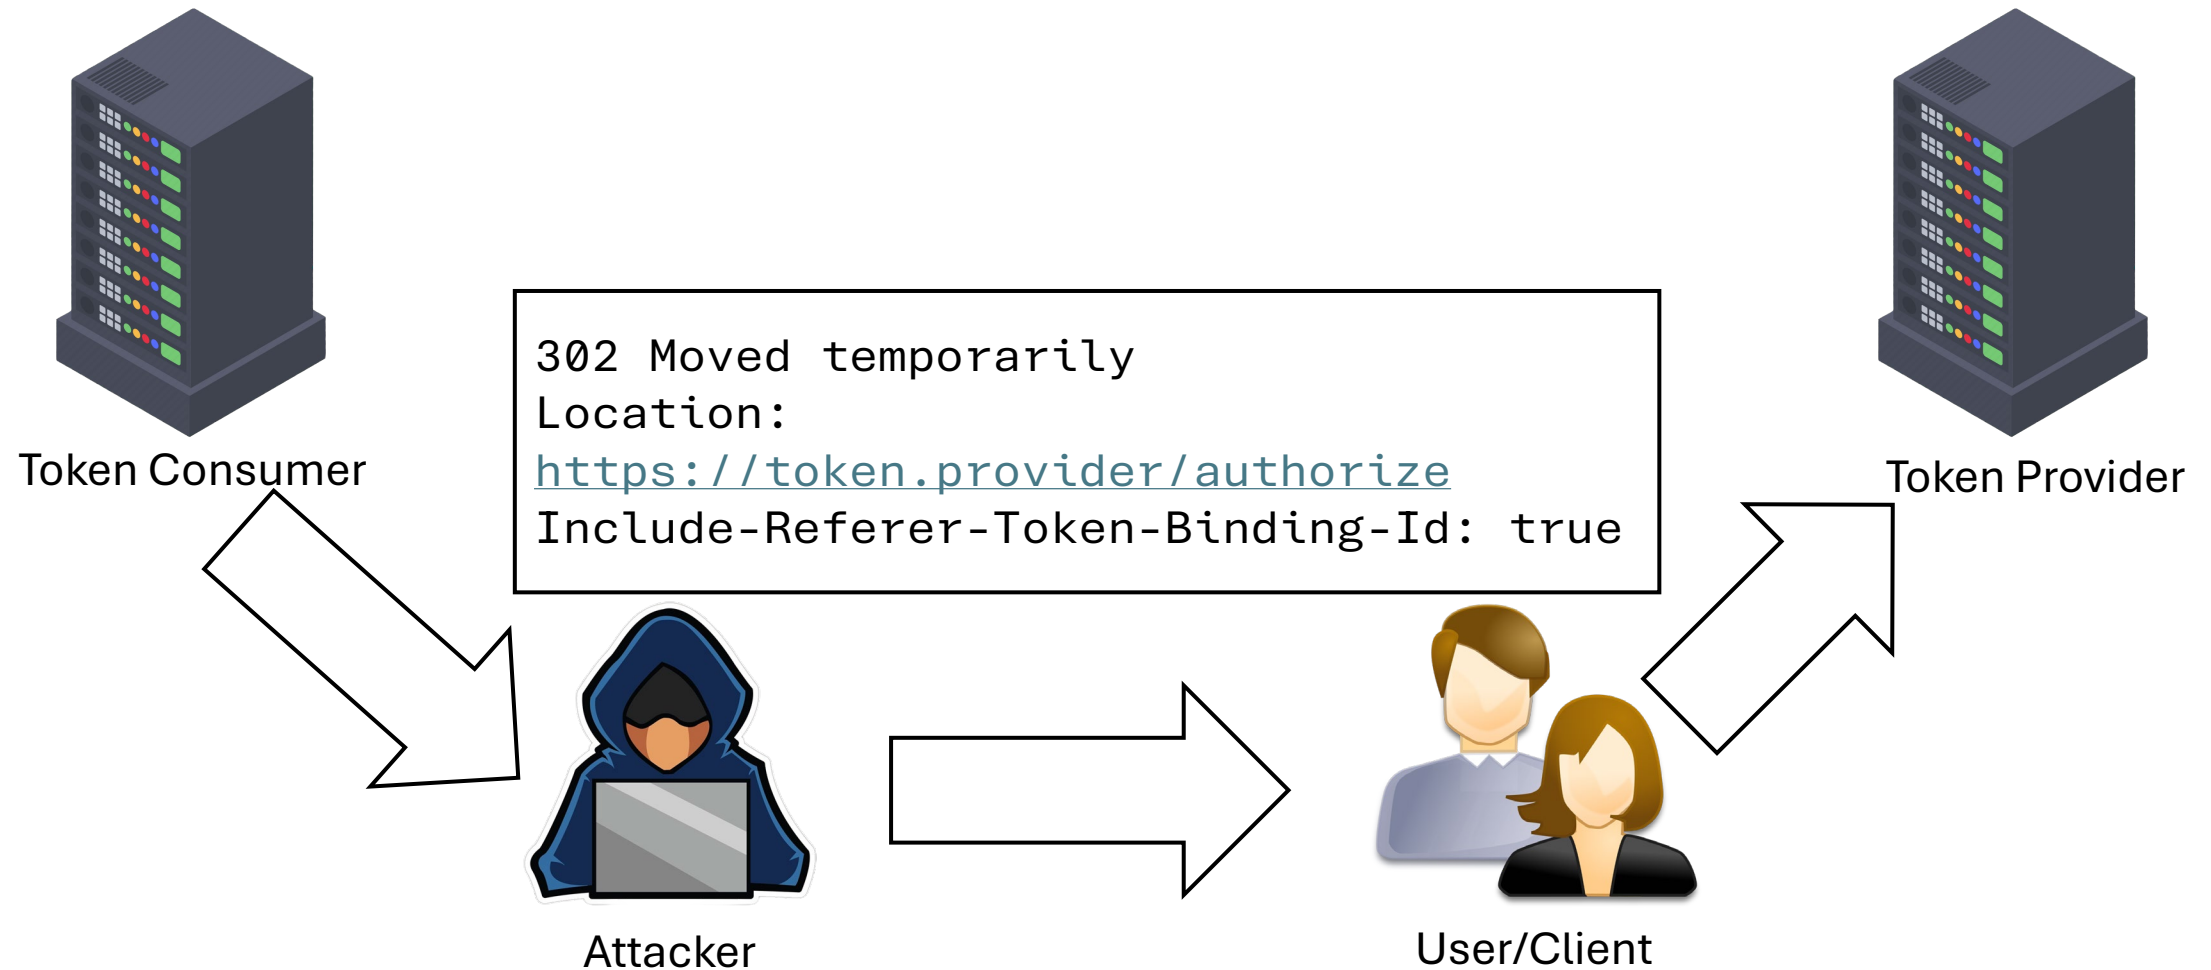 302 Moved temporarily
Location:
https://token.provider/authorize
Include-Referer-Token-Binding-Id: true
Token Consumer
Token Provider
Attacker
User/Client